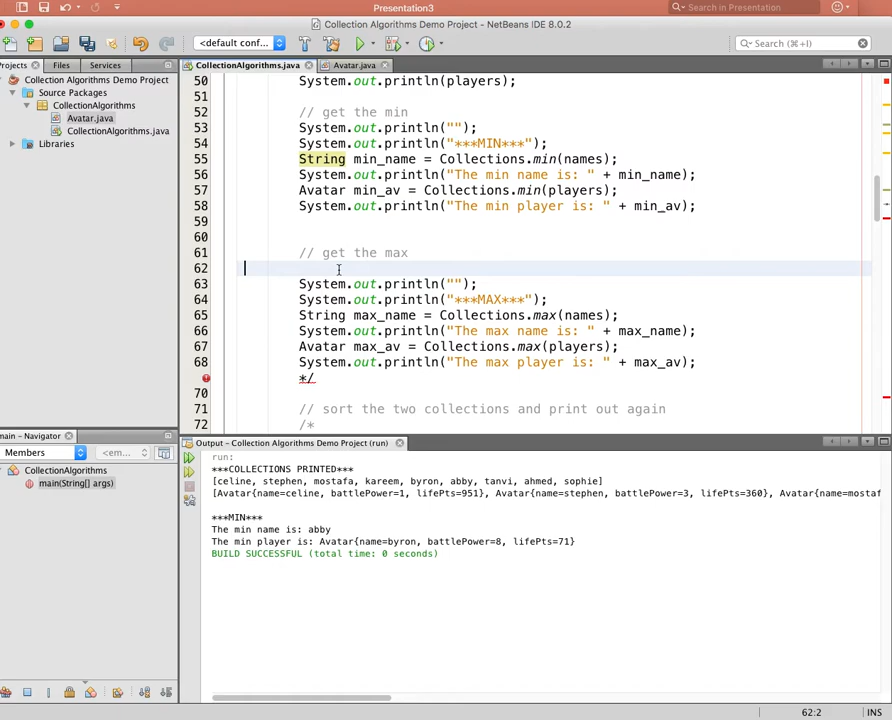 Presentation3
Search in Presentation
Collection Algorithms Demo Project - NetBeans IDE 8.0.2
<default conf...
Search (⌘+I)
Projects
Files
Services
CollectionAlgorithms.java
Avatar.java
Collection Algorithms Demo Project
Source Packages
CollectionAlgorithms
Avatar.java
CollectionAlgorithms.java
Libraries
50 System.out.println(players);
51
52 // get the min
53 System.out.println("");
54 System.out.println("***MIN***");
55 String min_name = Collections.min(names);
56 System.out.println("The min name is: " + min_name);
57 Avatar min_av = Collections.min(players);
58 System.out.println("The min player is: " + min_av);
59
60
61 // get the max
62
63 System.out.println("");
64 System.out.println("***MAX***");
65 String max_name = Collections.max(names);
66 System.out.println("The max name is: " + max_name);
67 Avatar max_av = Collections.max(players);
68 System.out.println("The max player is: " + max_av);
*/
70
71 // sort the two collections and print out again
72 /*
main - Navigator
Members
<em...
CollectionAlgorithms
main(String[] args)
Output - Collection Algorithms Demo Project (run)
run:
***COLLECTIONS PRINTED***
[celine, stephen, mostafa, kareem, byron, abby, tanvi, ahmed, sophie]
[Avatar{name=celine, battlePower=1, lifePts=951}, Avatar{name=stephen, battlePower=3, lifePts=360}, Avatar{name=mostaf
***MIN***
The min name is: abby
The min player is: Avatar{name=byron, battlePower=8, lifePts=71}
BUILD SUCCESSFUL (total time: 0 seconds)
62:2
INS